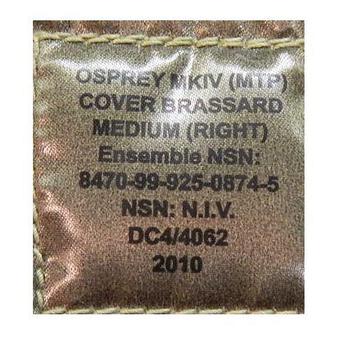 OSPREY MKIV (MTP)
COVER BRASSARD
MEDIUM (RIGHT)
Ensemble NSN:
8470-99-925-0874-5
NSN: N.I.V.
DC4/4062
2010